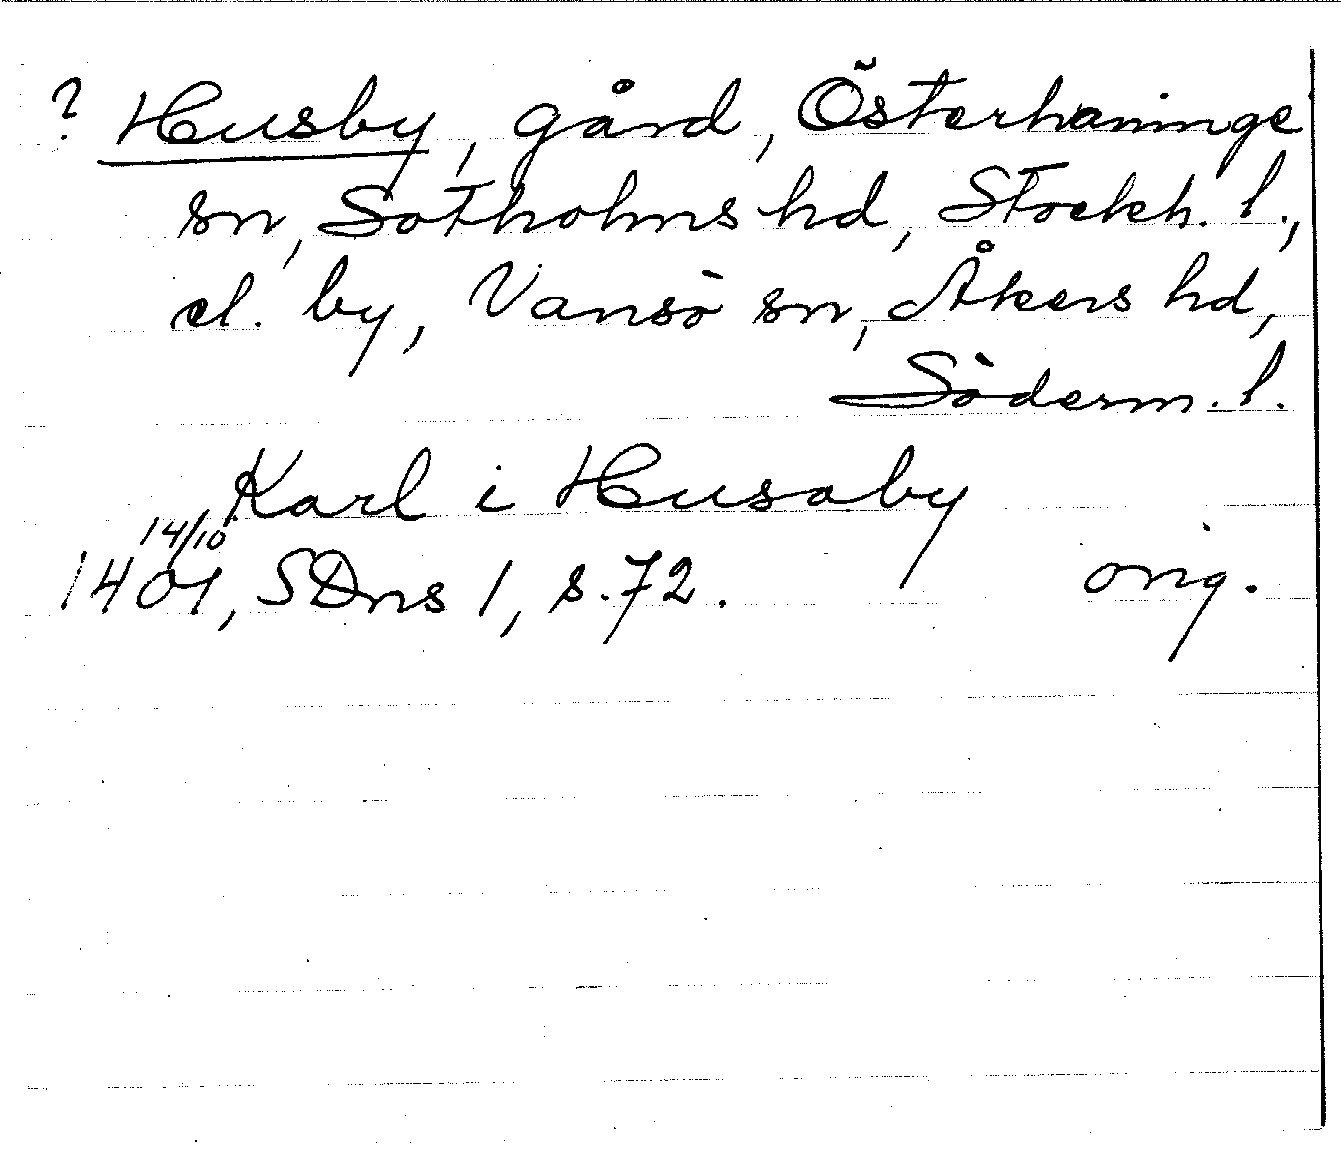 ? Husby, gård, Österhaninge
sn, Sotholms hd, Stockh. l.,
el. by, Vansö sn, Åkers hd,
Söderm. l.
Karl i Husaby
14/10
1401, SDns 1, s. 72. orig.